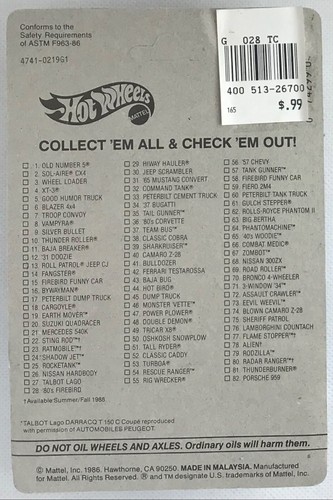 Conforms to the
Safety Requirements
of ASTM F963-86
4741-0219G1
G 028 TC
400 513-26700
165
$.99
Hot Wheels
MATTEL
COLLECT 'EM ALL & CHECK 'EM OUT!
1. OLD NUMBER 5®
2. SOL-AIRE® CX4
3. WHEEL LOADER
4. XT-3®
5. GOOD HUMOR TRUCK
6. BLAZER 4x4
7. TROOP CONVOY
8. VAMPYRA®
9. SILVER BULLET
10. THUNDER ROLLER®
11. BAJA BREAKER®
12. '31 DOOZIE
13. ROLL PATROL® JEEP CJ
14. FANGSTER®
15. FIREBIRD FUNNY CAR
16. BYWAYMAN®
17. PETERBILT DUMP TRUCK
18. CARGOYLE®
19. EARTH MOVER™
20. SUZUKI QUADRACER
21. MERCEDES 540K
22. STING ROD™†
23. RATMOBILE™†
24. SHADOW JET™†
25. ROCKETANK™
26. NISSAN HARDBODY
27. TALBOT LAGO
28. '80's FIREBIRD
29. HIWAY HAULER®
30. JEEP SCRAMBLER
31. '65 MUSTANG CONVERT
32. COMMAND TANK®
33. PETERBILT CEMENT TRUCK
34. '37 BUGATTI
35. TAIL GUNNER™
36. '80's CORVETTE
37. TEAM BUS™
38. CLASSIC COBRA
39. SHARKRUISER™
40. CAMARO Z-28
41. BULLDOZER
42. FERRARI TESTAROSSA
43. BAJA BUG
44. HOT BIRD®
45. DUMP TRUCK
46. MONSTER VETTE™
47. POWER PLOWER®
48. DOUBLE DEMON®
49. TRICAR X8®
50. OSHKOSH SNOWPLOW
51. TALL RYDER®
52. CLASSIC CADDY
53. TURBOA™
54. RESCUE RANGER™
55. RIG WRECKER®
56. '57 CHEVY
57. TANK GUNNER™
58. FIREBIRD FUNNY CAR
59. FIERO 2M4
60. PETERBILT TANK TRUCK
61. GULCH STEPPER®
62. ROLLS-ROYCE PHANTOM II
63. BIG BERTHA
64. PHANTOMACHINE™
65. '40's WOODIE™
66. COMBAT MEDIC®
67. ZOMBOT™
68. NISSAN 300ZX
69. ROAD ROLLER™
70. BRONCO 4-WHEELER
71. 3-WINDOW '34™
72. ASSAULT CRAWLER™
73. EVIL WEEVIL™
74. BLOWN CAMARO Z-28
75. SHERIFF PATROL
76. LAMBORGHINI COUNTACH
77. FLAME STOPPER™†
78. ALIEN†
79. RODZILLA™
80. RADAR RANGER™†
81. THUNDERBURNER®
82. PORSCHE 959
†Available Summer/Fall 1988.
*TALBOT Lago DARRACQ T 150 C Coupé reproduced
with permission of AUTOMOBILES PEUGEOT.
DO NOT OIL WHEELS AND AXLES. Ordinary oils will harm them.
© Mattel, Inc. 1986. Hawthorne, CA 90250. MADE IN MALAYSIA. Manufactured
for Mattel. All Rights Reserved. ® and ™ designate U.S. trademarks of Mattel, Inc.